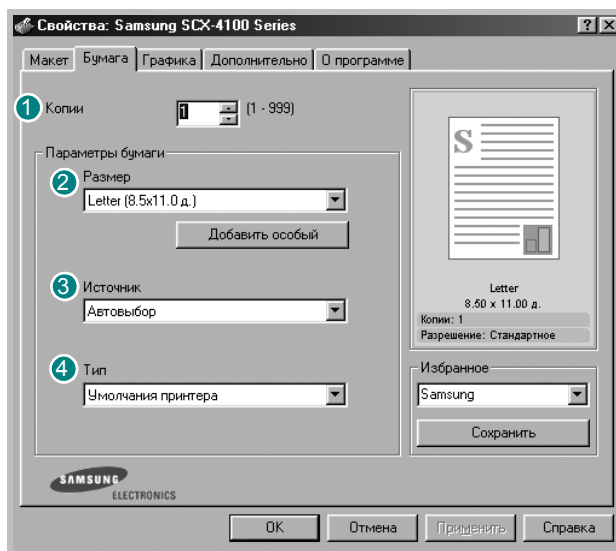 Свойства: Samsung SCX-4100 Series
Макет Бумага Графика Дополнительно О программе
1 Копии 1 (1 - 999)
Параметры бумаги
2 Размер
Letter (8.5x11.0 д.)
Добавить особый
3 Источник
Автовыбор
4 Тип
Умолчания принтера
S
Letter
8.50 x 11.00 д.
Копии: 1
Разрешение: Стандартное
Избранное
Samsung
Сохранить
SAMSUNG
ELECTRONICS
OK Отмена Применить Справка